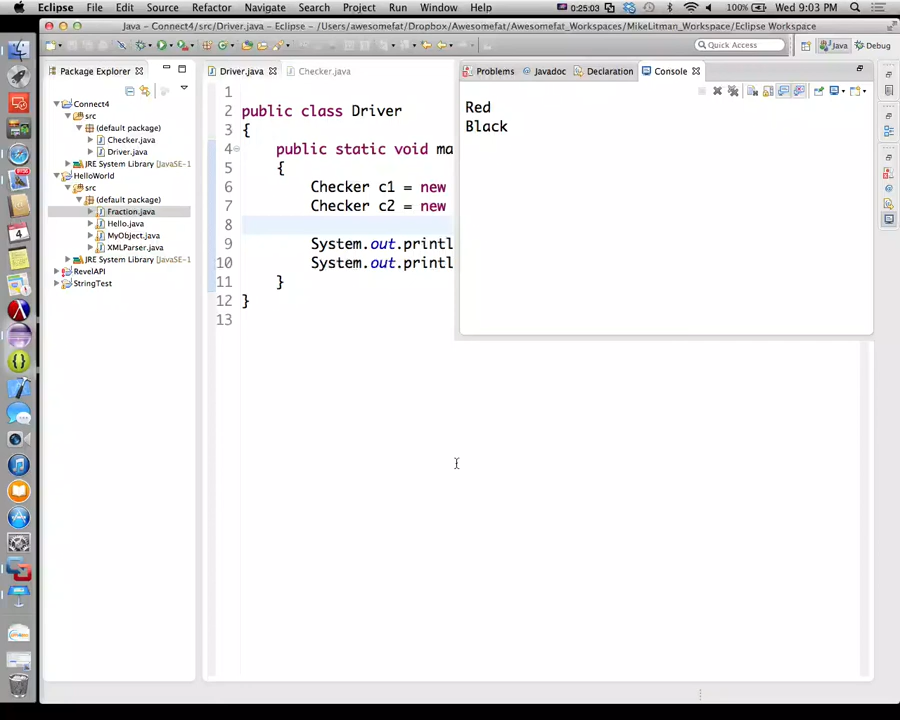 Eclipse File Edit Source Refactor Navigate Search Project Run Window Help 0:25:03 100% Wed 9:03 PM
Java – Connect4/src/Driver.java – Eclipse – /Users/awesomefat/Dropbox/Awesomefat/Awesomefat_Workspaces/MikeLitman_Workspace/Eclipse Workspace
Quick Access Java Debug
Package Explorer
Connect4
src
(default package)
Checker.java
Driver.java
JRE System Library [JavaSE-1
HelloWorld
src
(default package)
Fraction.java
Hello.java
MyObject.java
XMLParser.java
JRE System Library [JavaSE-1
RevelAPI
StringTest
Driver.java Checker.java
1
2 public class Driver
3 {
4 public static void ma
5 {
6 Checker c1 = new
7 Checker c2 = new
8
9 System.out.printl
10 System.out.printl
11 }
12 }
13
Problems @ Javadoc Declaration Console
Red
Black
4